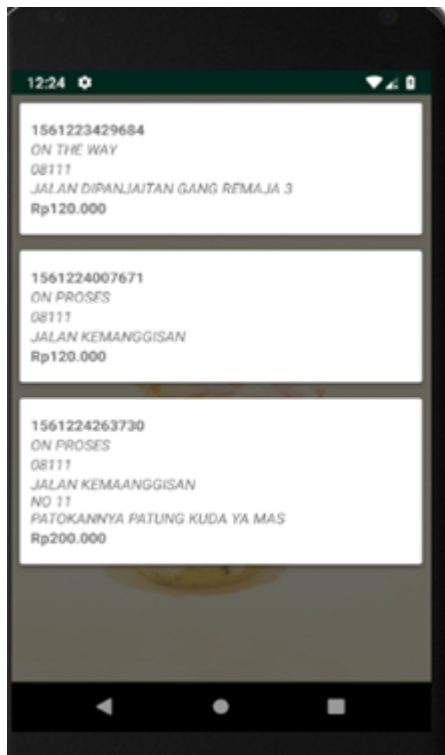 12:24
1561223429684
ON THE WAY
08111
JALAN DIPANJAITAN GANG REMAJA 3
Rp120.000
1561224007671
ON PROSES
08111
JALAN KEMANGGISAN
Rp120.000
1561224263730
ON PROSES
08111
JALAN KEMAANGGISAN
NO 11
PATOKANNYA PATUNG KUDA YA MAS
Rp200.000